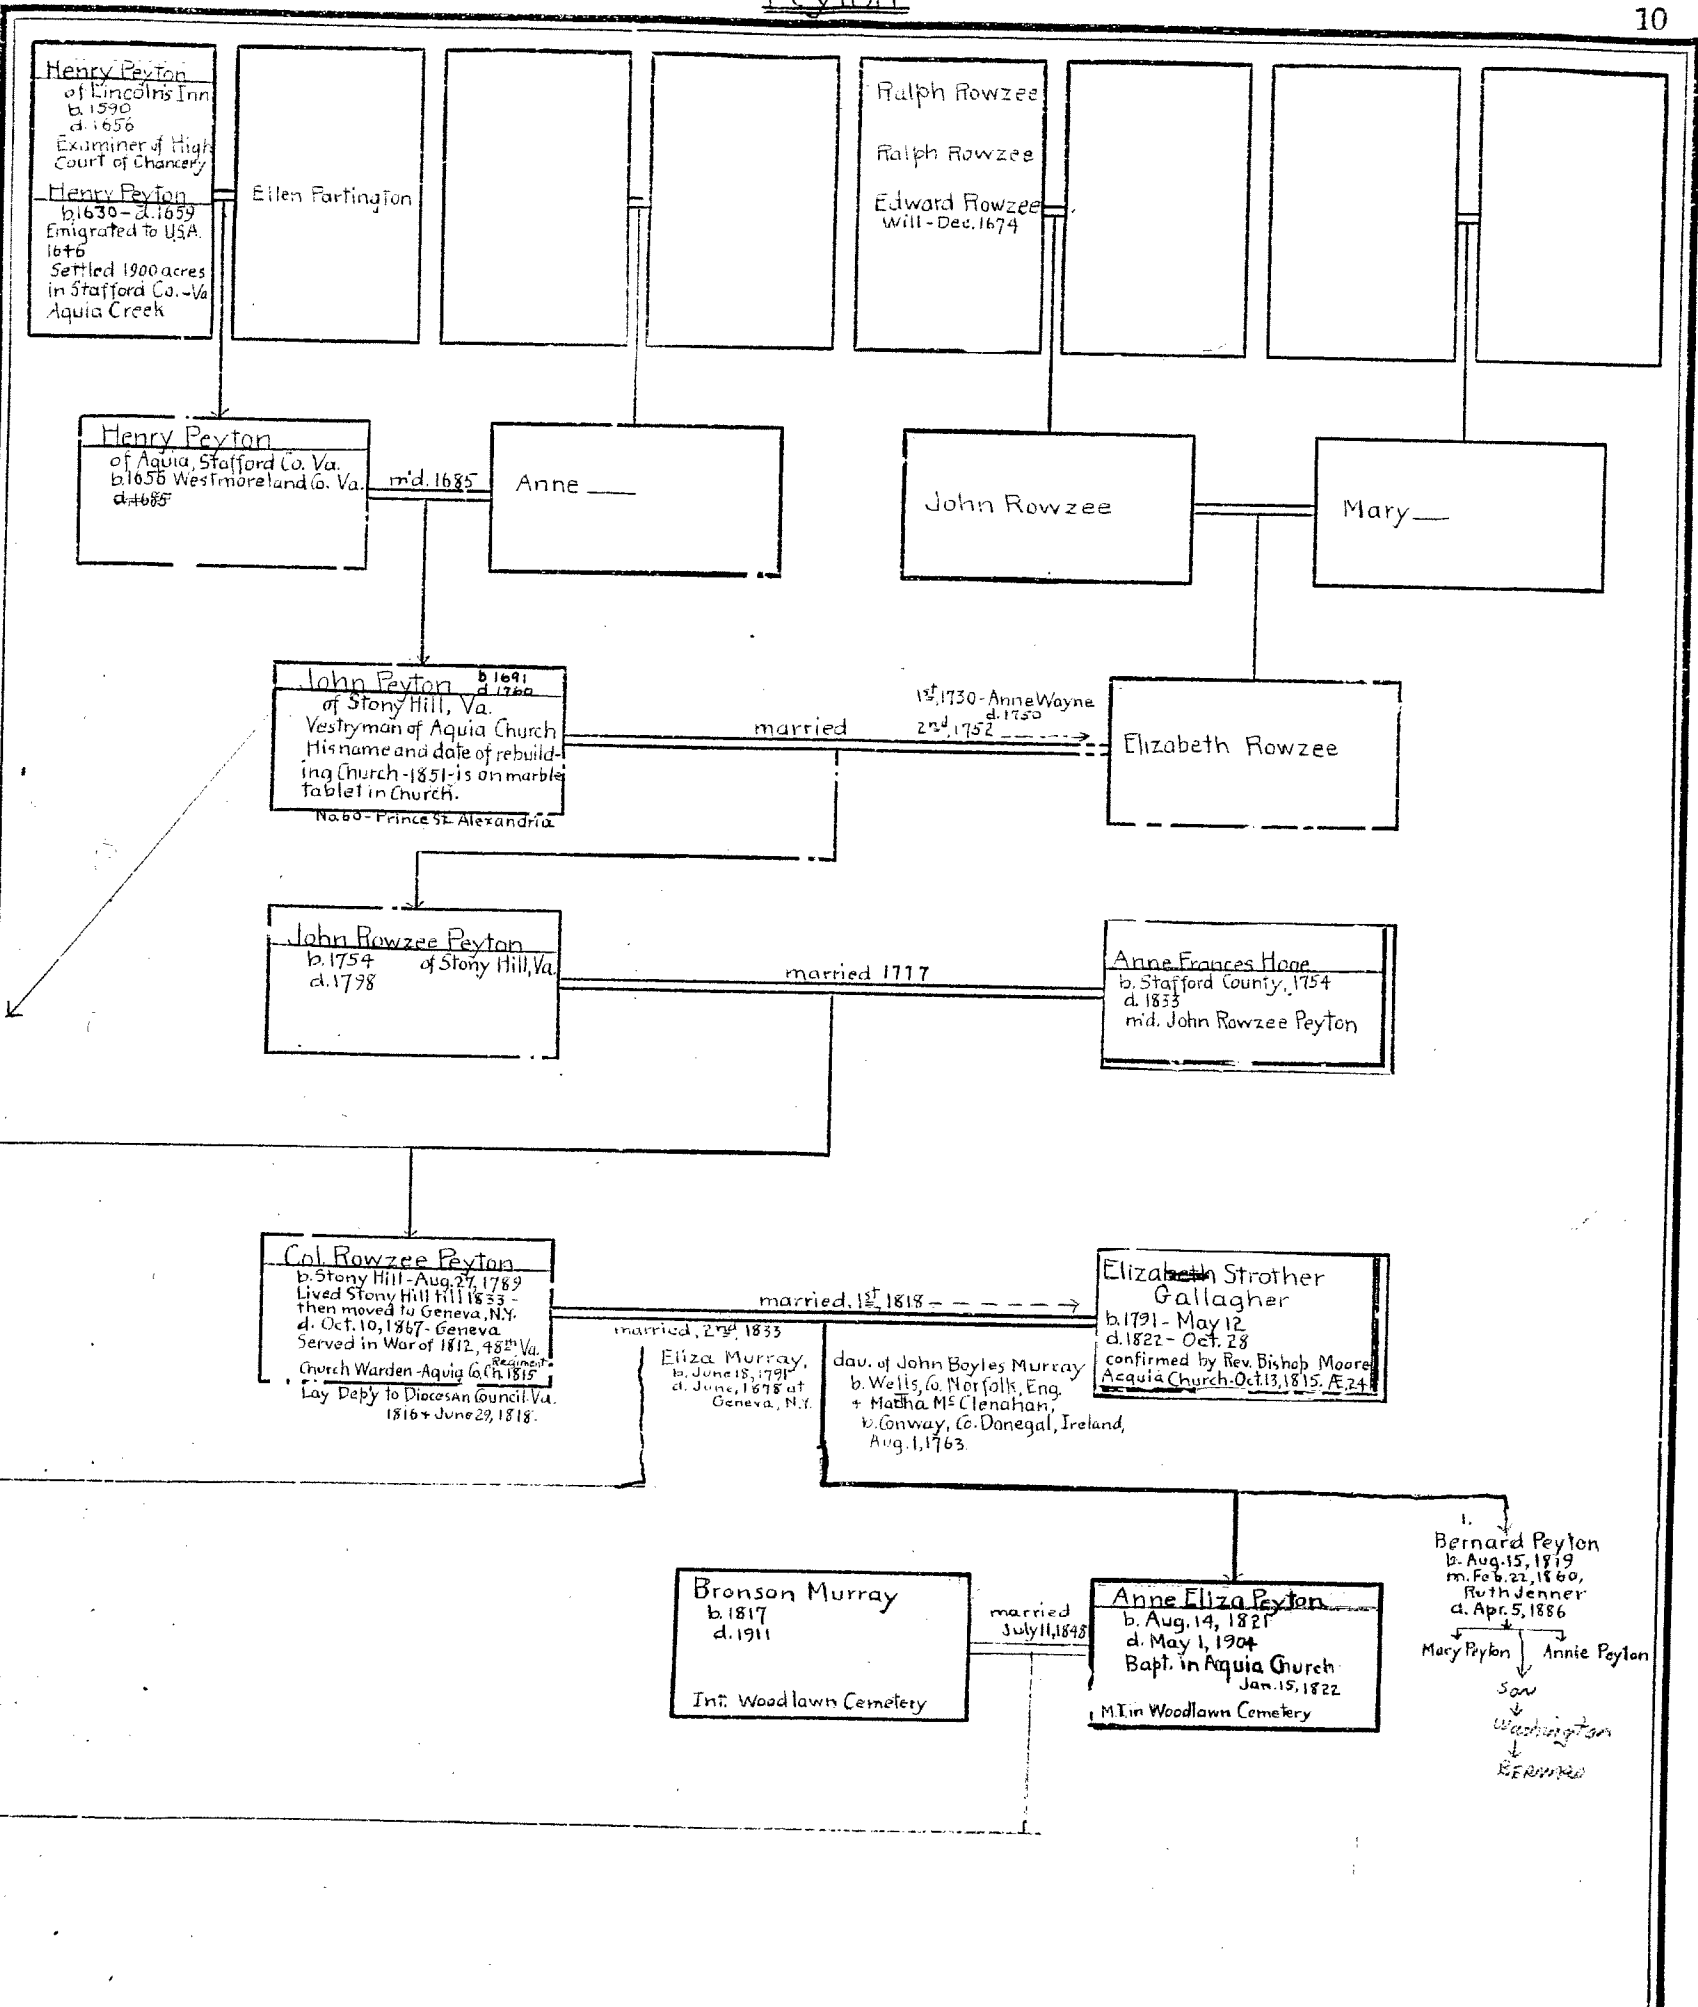 Peyton
10
Henry Peyton
of Lincoln's Inn
b. 1590
d. 1656
Examiner of High
Court of Chancery
Henry Peyton
b.1630-d.1659
Emigrated to U.S.A.
1646
Settled 1900 acres
in Stafford Co.-Va
Aquia Creek
Ellen Partington
Ralph Rowzee
Ralph Rowzee
Edward Rowzee
Will-Dec.1674
Henry Peyton
of Aquia, Stafford Co. Va.
b.1656 Westmoreland Co. Va.
d.1685
m'd. 1685
Anne ___
John Rowzee
Mary ___
John Peyton b 1691
d 1760
of Stony Hill, Va.
Vestryman of Aquia Church
His name and date of rebuild-
ing Church-1851-is on marble
tablet in Church.
No.60-Prince St. Alexandria
married
1st, 1730-Anne Wayne
d.1750
2nd, 1752
Elizabeth Rowzee
John Rowzee Peyton
b.1754 of Stony Hill, Va.
d.1798
married 1777
Anne Frances Hooe
b. Stafford County, 1754
d. 1833
m'd. John Rowzee Peyton
Col. Rowzee Peyton
b. Stony Hill-Aug.27, 1789
Lived Stony Hill till 1833-
then moved to Geneva, N.Y.
d. Oct.10,1867-Geneva
Served in War of 1812, 48th Va.
Regiment
Church Warden-Aquia Co. Ch. 1815
Lay Dep'y to Diocesan Council Va.
1816 + June 29, 1818.
married, 1st, 1818
married, 2nd, 1833
Eliza Murray,
b. June 18, 1791
d. June, 1878 at
Geneva, N.Y.
dau. of John Boyles Murray
b. Wells, Co. Norfolk, Eng.
+ Martha McClenahan,
b. Conway, Co. Donegal, Ireland,
Aug. 1, 1763.
Elizabeth Strother
Gallagher
b.1791- May 12
d.1822- Oct. 28
confirmed by Rev. Bishop Moore
Acquia Church-Oct.13,1815. Æ.24
1.
Bernard Peyton
b. Aug.15, 1819
m. Feb.22, 1860,
Ruth Jenner
d. Apr. 5, 1886
Mary Peyton
Annie Peyton
Son
Washington
BERNARD
Bronson Murray
b. 1817
d. 1911
Int. Woodlawn Cemetery
married
July 11, 1848
Anne Eliza Peyton
b. Aug. 14, 1821
d. May 1, 1904
Bapt. in Acquia Church
Jan.15, 1822
M.I. in Woodlawn Cemetery